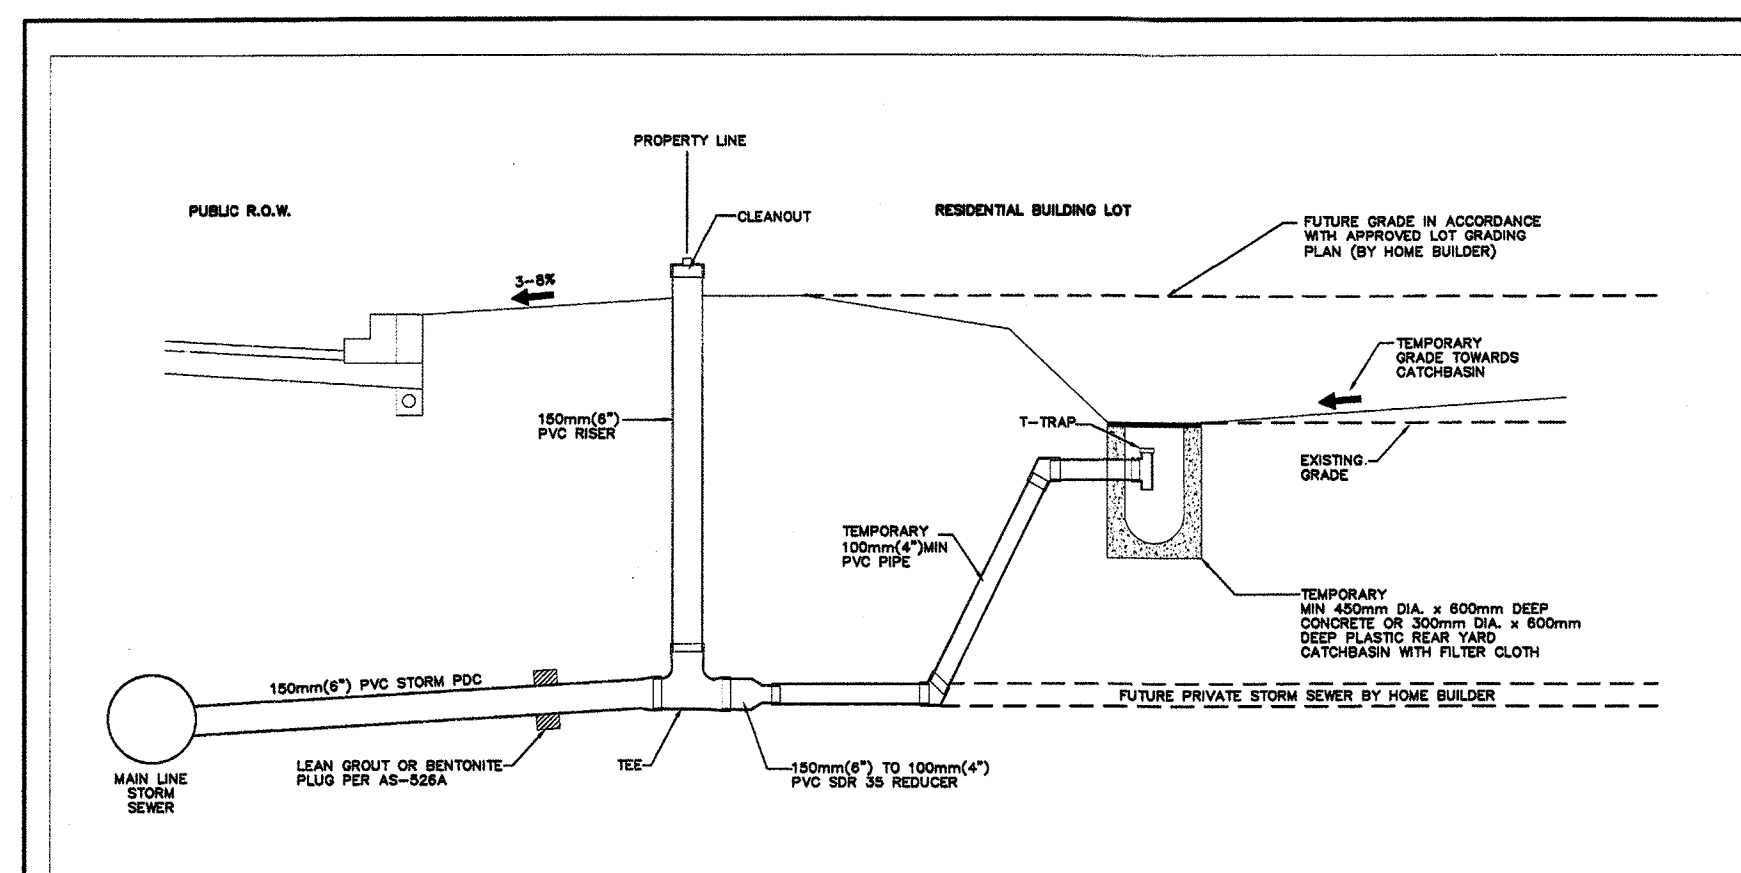 PROPERTY LINE
PUBLIC R.O.W.
CLEANOUT
RESIDENTIAL BUILDING LOT
FUTURE GRADE IN ACCORDANCE
WITH APPROVED LOT GRADING
PLAN (BY HOME BUILDER)
3-8%
TEMPORARY
GRADE TOWARDS
CATCHBASIN
150mm(6")
PVC RISER
T-TRAP
EXISTING
GRADE
TEMPORARY
100mm(4")MIN
PVC PIPE
TEMPORARY
MIN 450mm DIA. x 600mm DEEP
CONCRETE OR 300mm DIA. x 600mm
DEEP PLASTIC REAR YARD
CATCHBASIN WITH FILTER CLOTH
150mm(6") PVC STORM PDC
FUTURE PRIVATE STORM SEWER BY HOME BUILDER
MAIN LINE
STORM
SEWER
LEAN GROUT OR BENTONITE
PLUG PER AS-526A
TEE
150mm(6") TO 100mm(4")
PVC SDR 35 REDUCER